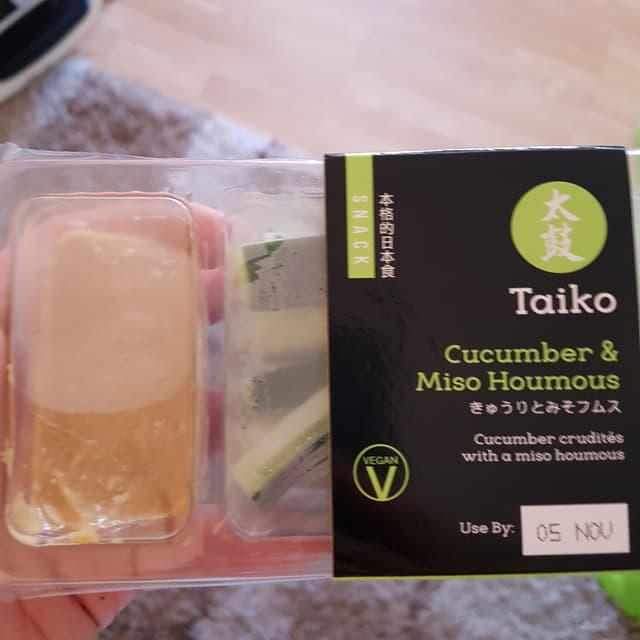 SNACK
本格的日本食
太鼓
Taiko
Cucumber &
Miso Houmous
きゅうりとみそフムス
Cucumber crudités
with a miso houmous
VEGAN
V
Use By: 05 NOV